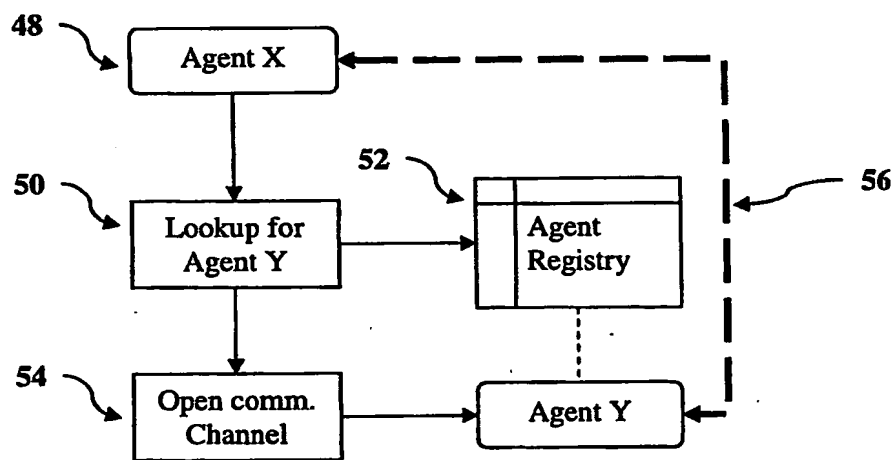 48
Agent X
50
Lookup for
Agent Y
52
Agent
Registry
56
54
Open comm.
Channel
Agent Y